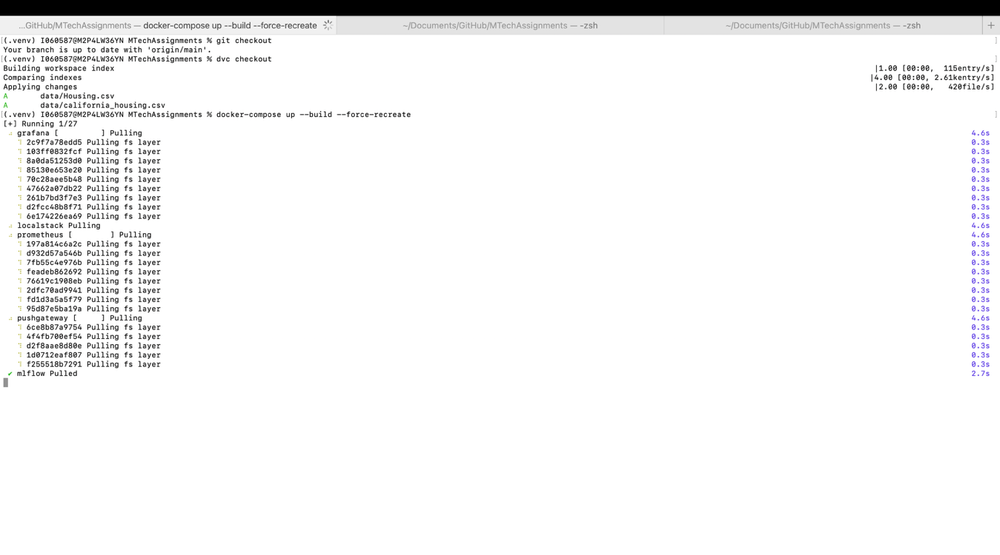 ...GitHub/MTechAssignments — docker-compose up --build --force-recreate
~/Documents/GitHub/MTechAssignments — -zsh
~/Documents/GitHub/MTechAssignments — -zsh
+
[(.venv) I060587@M2P4LW36YN MTechAssignments % git checkout ]
Your branch is up to date with 'origin/main'.
[(.venv) I060587@M2P4LW36YN MTechAssignments % dvc checkout ]
Building workspace index |1.00 [00:00, 115entry/s]
Comparing indexes |4.00 [00:00, 2.61kentry/s]
Applying changes |2.00 [00:00, 420file/s]
A data/Housing.csv
A data/california_housing.csv
[(.venv) I060587@M2P4LW36YN MTechAssignments % docker-compose up --build --force-recreate ]
[+] Running 1/27
grafana [ ] Pulling 4.6s
2c9f7a78edd5 Pulling fs layer 0.3s
103ff0832fcf Pulling fs layer 0.3s
8a0da51253d0 Pulling fs layer 0.3s
85130e653e20 Pulling fs layer 0.3s
70c28aee5b48 Pulling fs layer 0.3s
47662a07db22 Pulling fs layer 0.3s
261b7bd3f7e3 Pulling fs layer 0.3s
d2fcc48b8f71 Pulling fs layer 0.3s
6e174226ea69 Pulling fs layer 0.3s
localstack Pulling 4.6s
prometheus [ ] Pulling 4.6s
197a814c6a2c Pulling fs layer 0.3s
d932d57a546b Pulling fs layer 0.3s
7fb55c4e976b Pulling fs layer 0.3s
feadeb862692 Pulling fs layer 0.3s
76619c1908eb Pulling fs layer 0.3s
2dfc70ad9941 Pulling fs layer 0.3s
fd1d3a5a5f79 Pulling fs layer 0.3s
95d87e5ba19a Pulling fs layer 0.3s
pushgateway [ ] Pulling 4.6s
6ce8b87a9754 Pulling fs layer 0.3s
4f4fb700ef54 Pulling fs layer 0.3s
d2f8aae8d80e Pulling fs layer 0.3s
1d0712eaf807 Pulling fs layer 0.3s
f255518b7291 Pulling fs layer 0.3s
✔ mlflow Pulled 2.7s